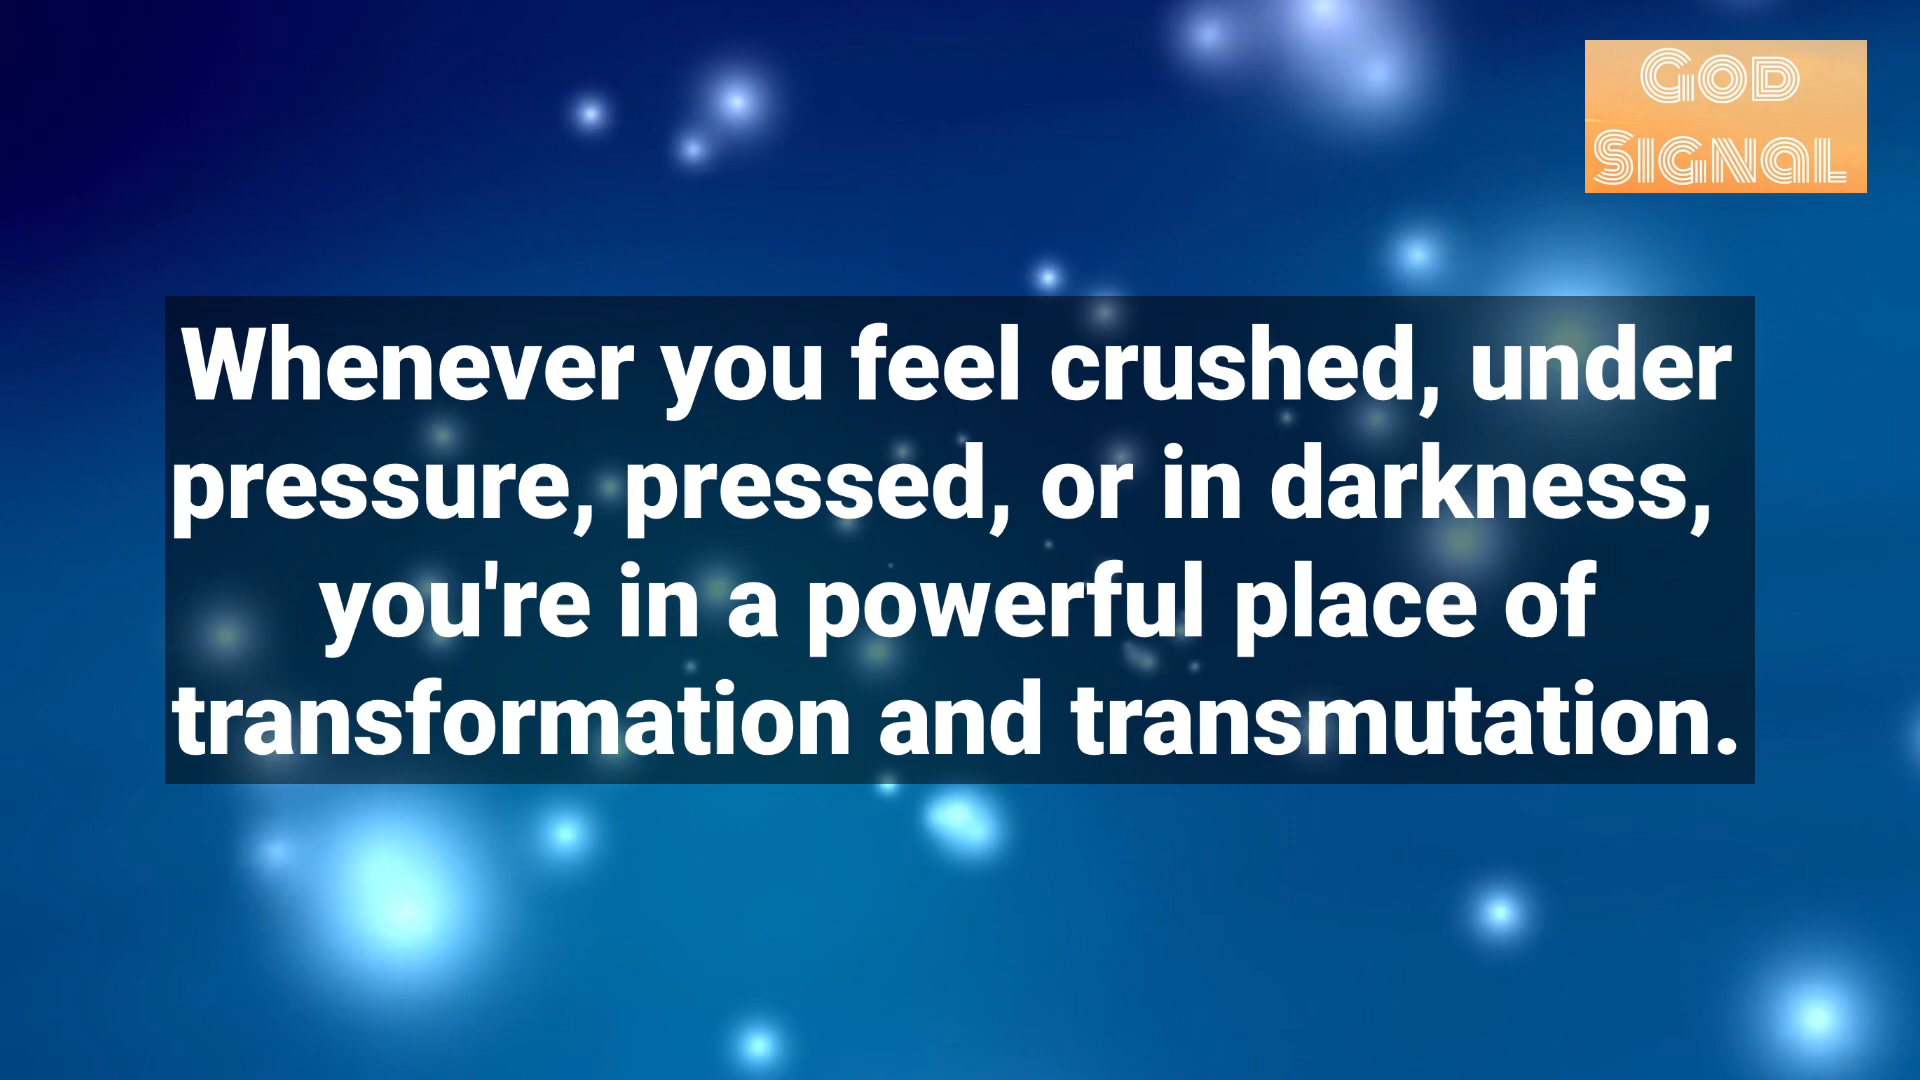 GOD
SIGNAL
Whenever you feel crushed, under
pressure, pressed, or in darkness,
you're in a powerful place of
transformation and transmutation.